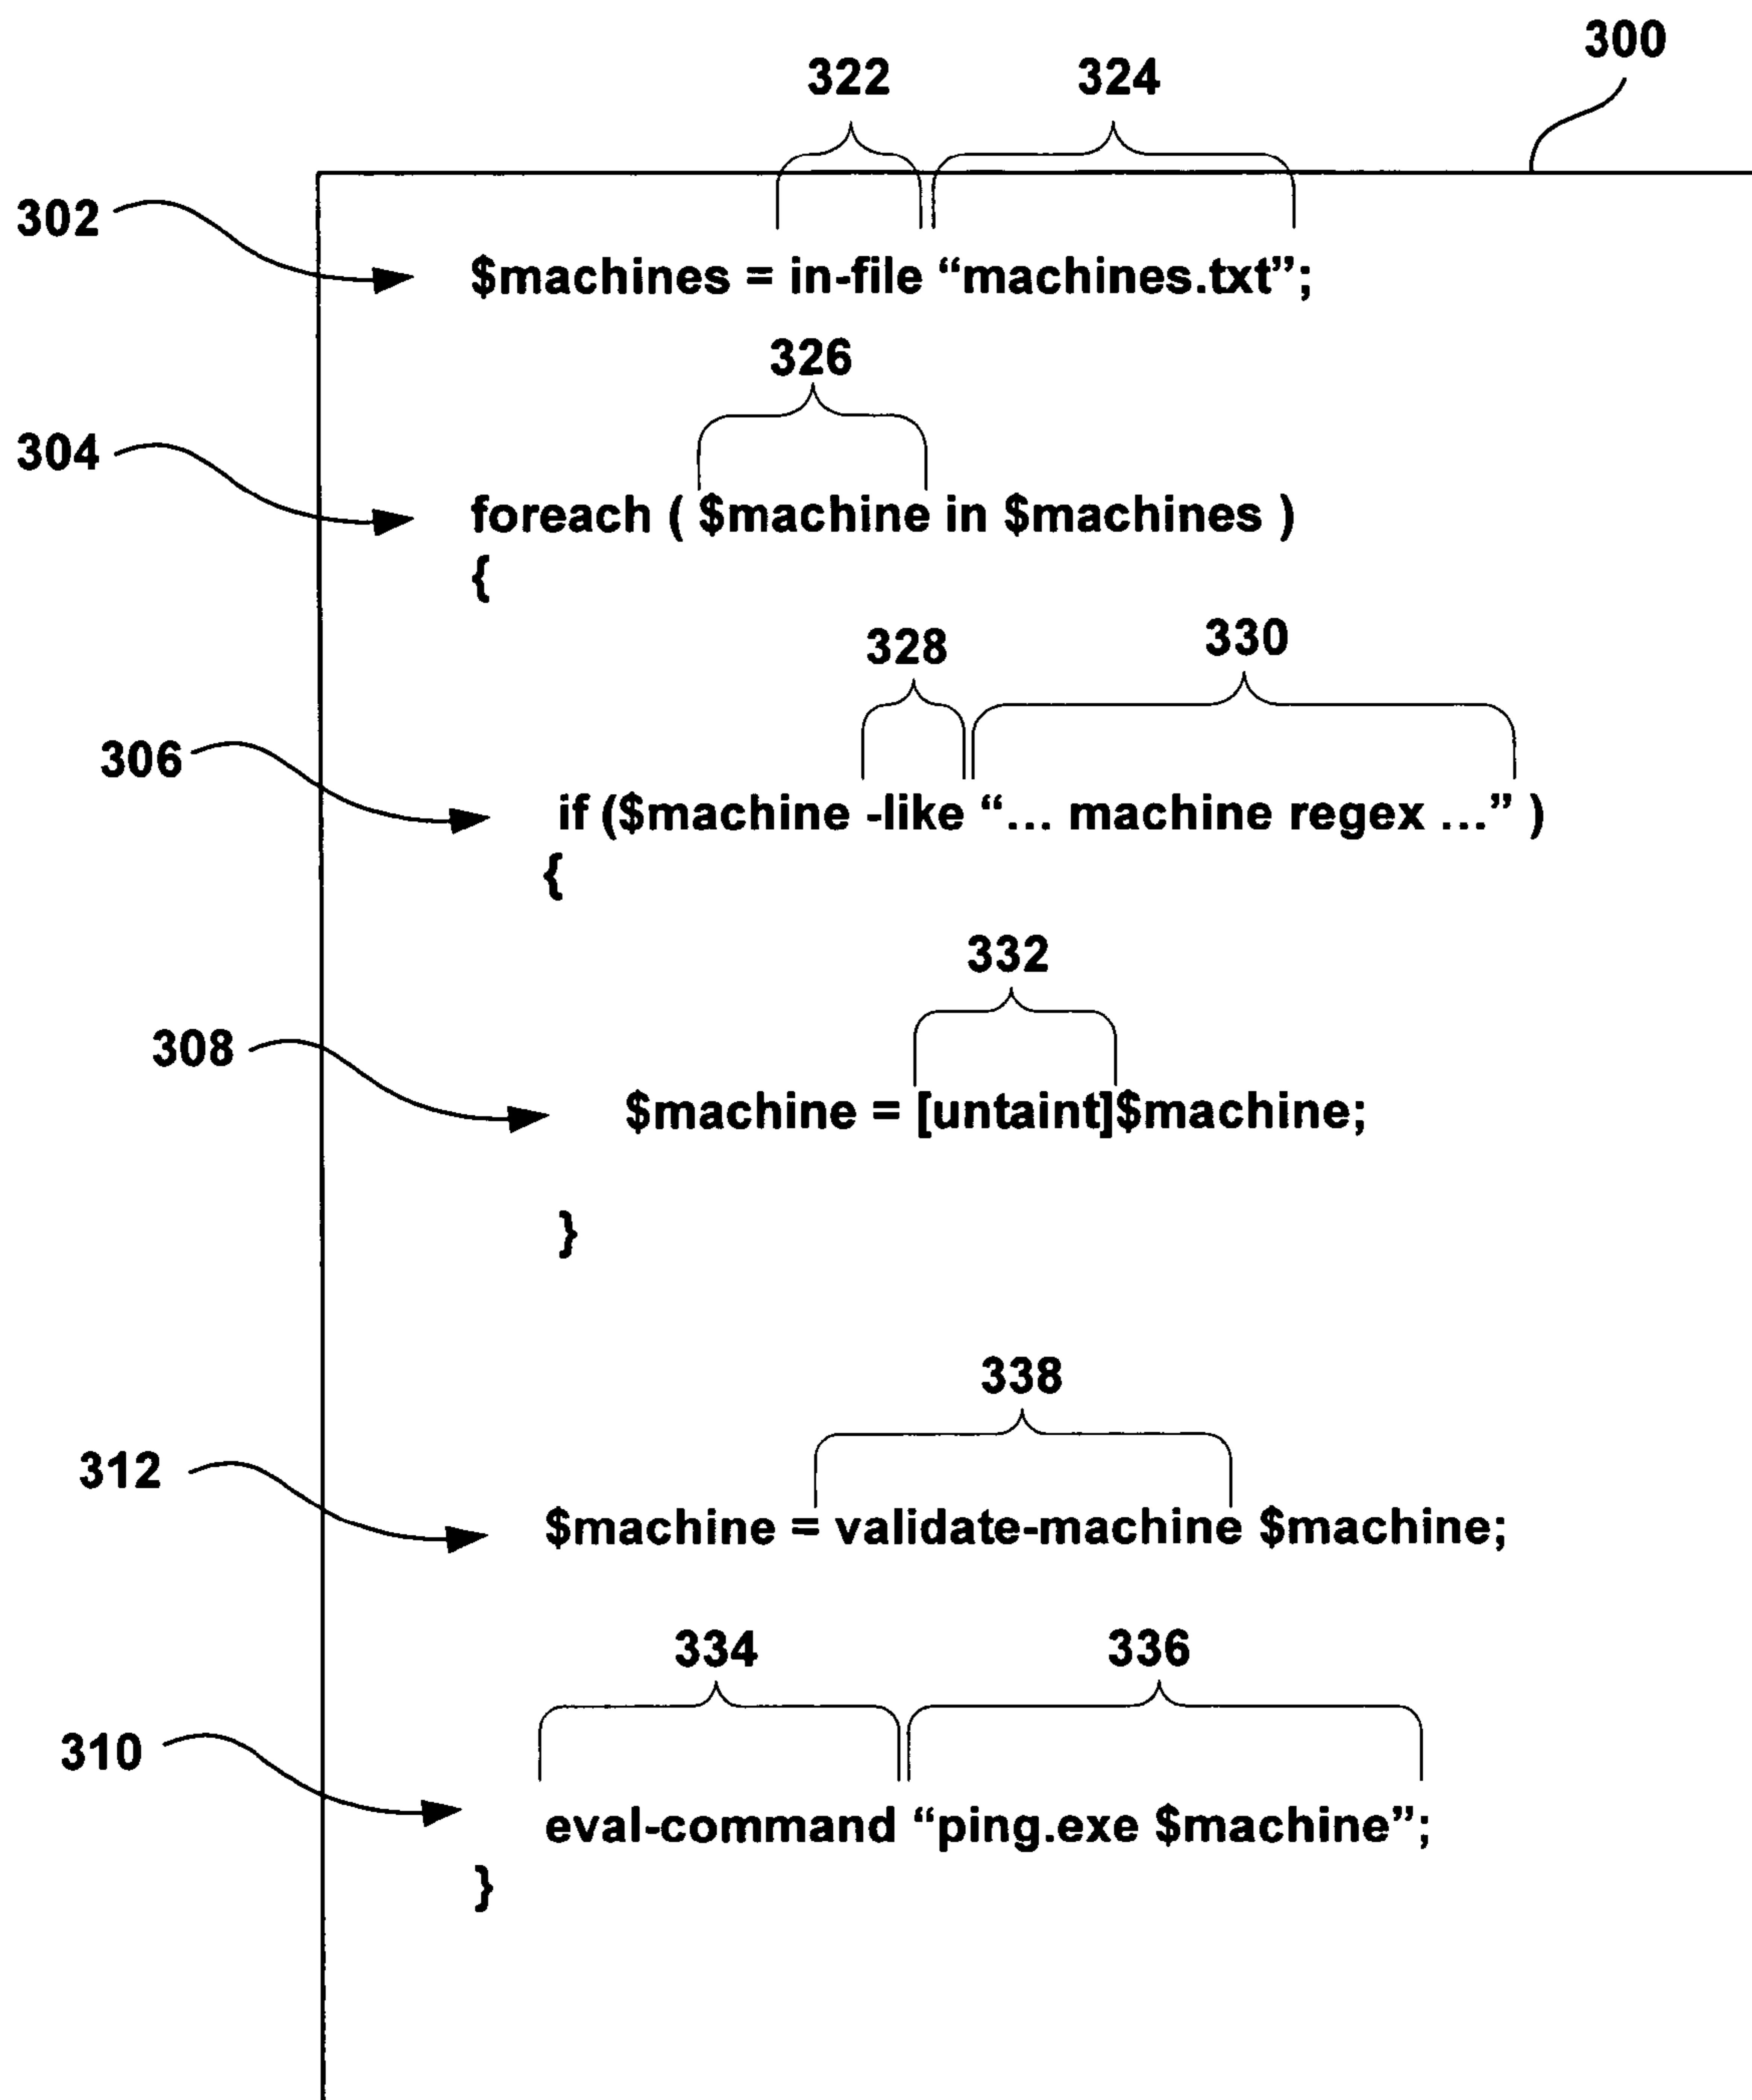 300
322 324
302
$machines = in-file “machines.txt”;
326
304
foreach ( $machine in $machines )
{
328 330
306
if ($machine -like “... machine regex ...” )
{
332
308
$machine = [untaint]$machine;
}
338
312
$machine = validate-machine $machine;
334 336
310
eval-command “ping.exe $machine”;
}